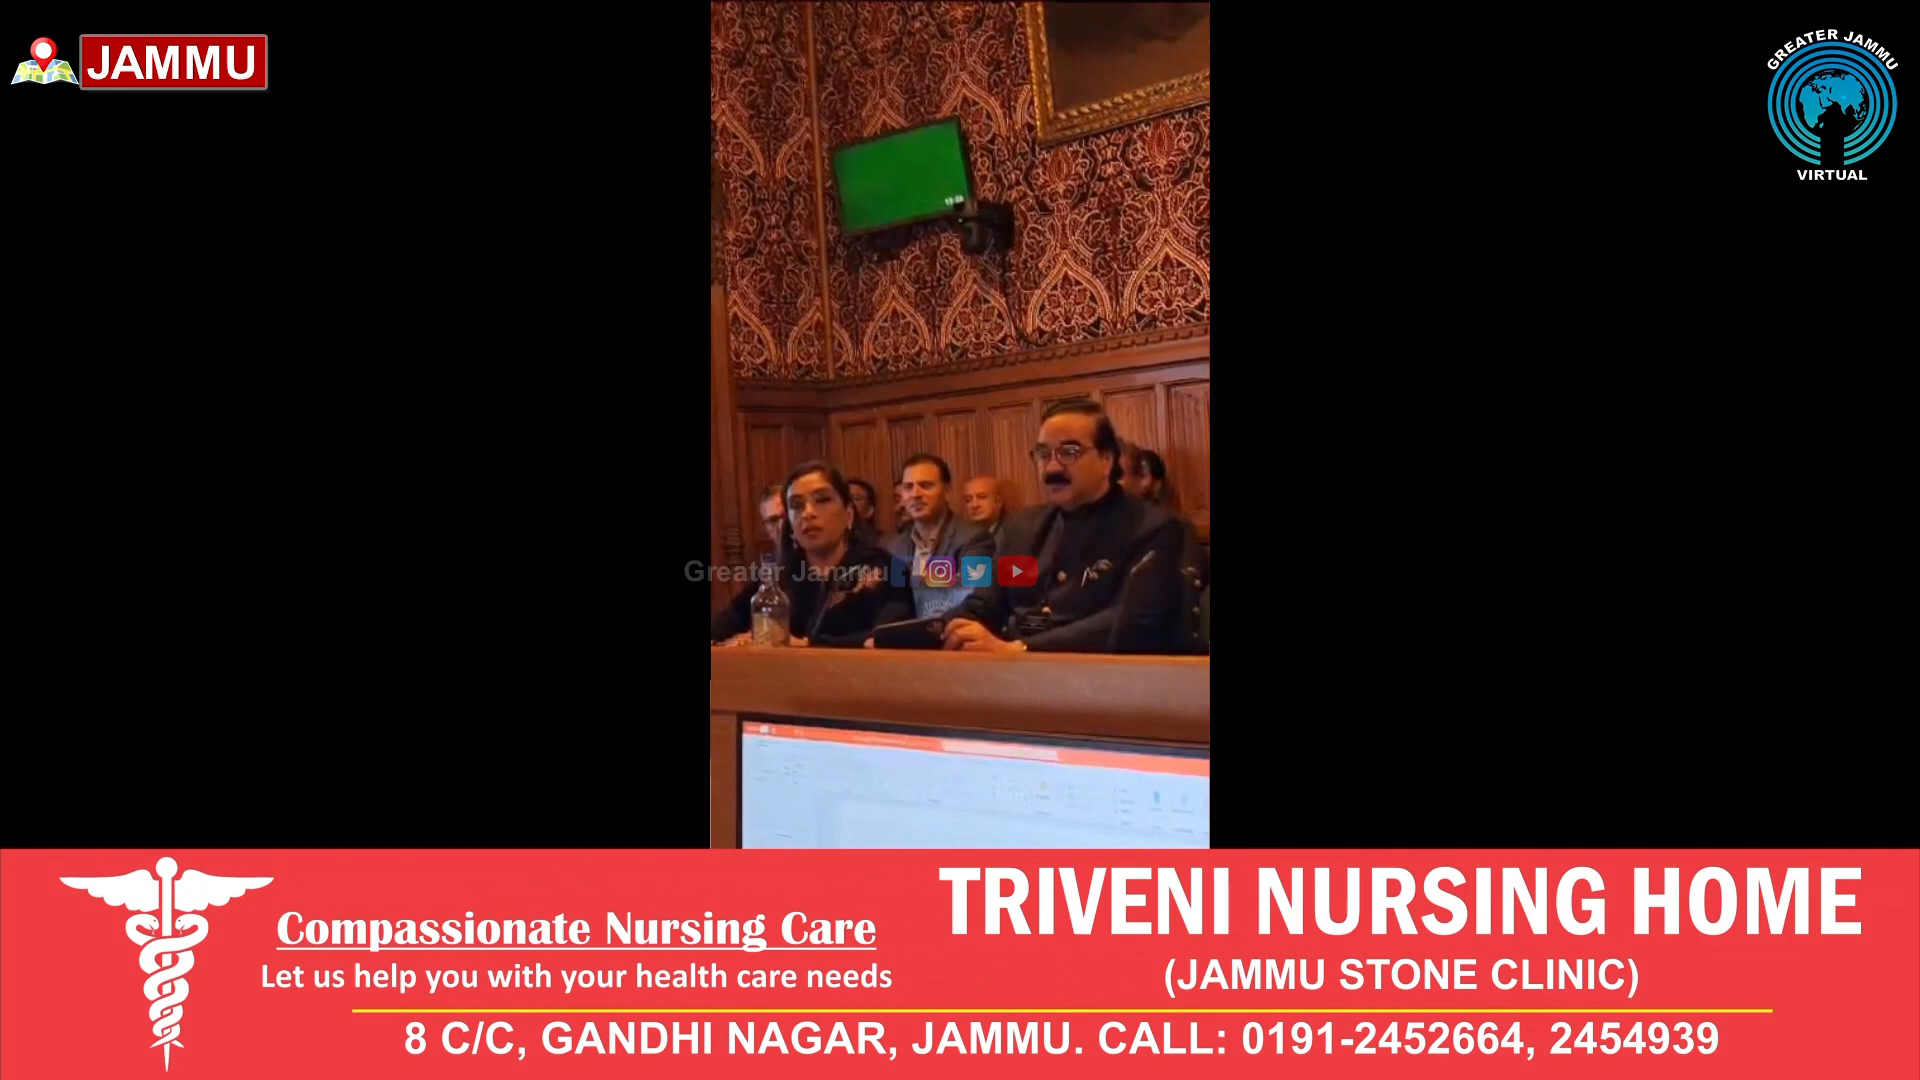 JAMMU
GREATER JAMMU
VIRTUAL
Greater Jammu
Compassionate Nursing Care
Let us help you with your health care needs
TRIVENI NURSING HOME
(JAMMU STONE CLINIC)
8 C/C, GANDHI NAGAR, JAMMU. CALL: 0191-2452664, 2454939